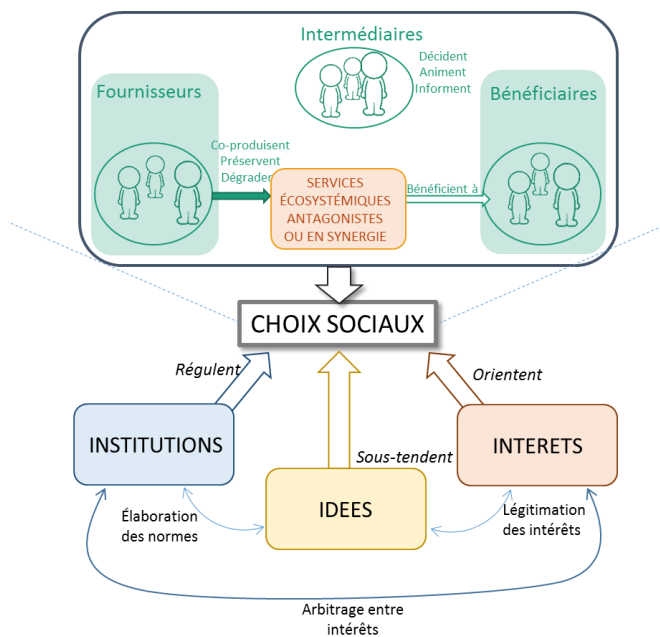 Intermédiaires
Décident
Animent
Informent
Fournisseurs
Bénéficiaires
Co-produisent
Préservent
Dégrader
SERVICES
ÉCOSYSTÉMIQUES
ANTAGONISTES
OU EN SYNERGIE
Bénéficient à
CHOIX SOCIAUX
Régulent
Orientent
INSTITUTIONS
Sous-tendent
INTERETS
IDEES
Élaboration
des normes
Légitimation
des intérêts
Arbitrage entre
intérêts